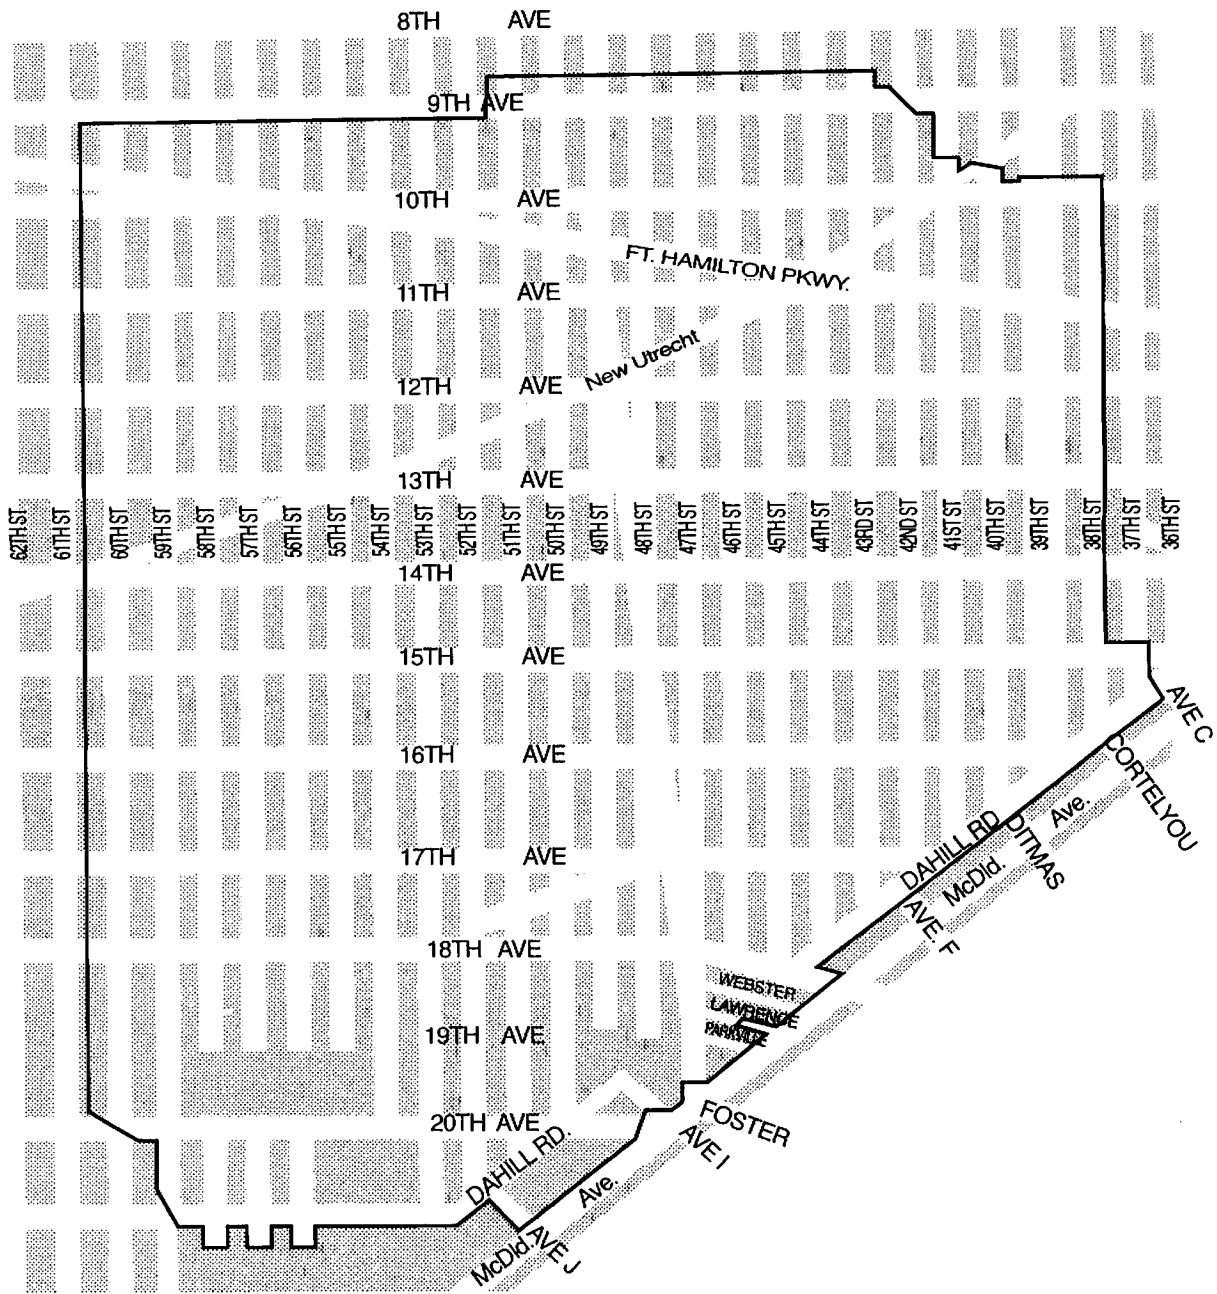 8TH AVE
9TH AVE
10TH AVE
FT. HAMILTON PKWY.
11TH AVE
New Utrecht
12TH AVE
13TH AVE
62TH ST
61TH ST
60TH ST
59TH ST
58TH ST
57TH ST
56TH ST
55TH ST
54TH ST
53TH ST
52TH ST
51TH ST
50TH ST
49TH ST
48TH ST
47TH ST
46TH ST
45TH ST
44TH ST
43RD ST
42ND ST
41ST ST
40TH ST
39TH ST
38TH ST
37TH ST
36TH ST
14TH AVE
15TH AVE
AVE C
16TH AVE
CORTELYOU
DAHILL RD.
DITMAS
McDld. Ave.
17TH AVE
AVE. F
18TH AVE
WEBSTER
LAWRENCE
PARKVILLE
19TH AVE
20TH AVE
FOSTER
AVE I
DAHILL RD.
McDld. Ave.
AVE J